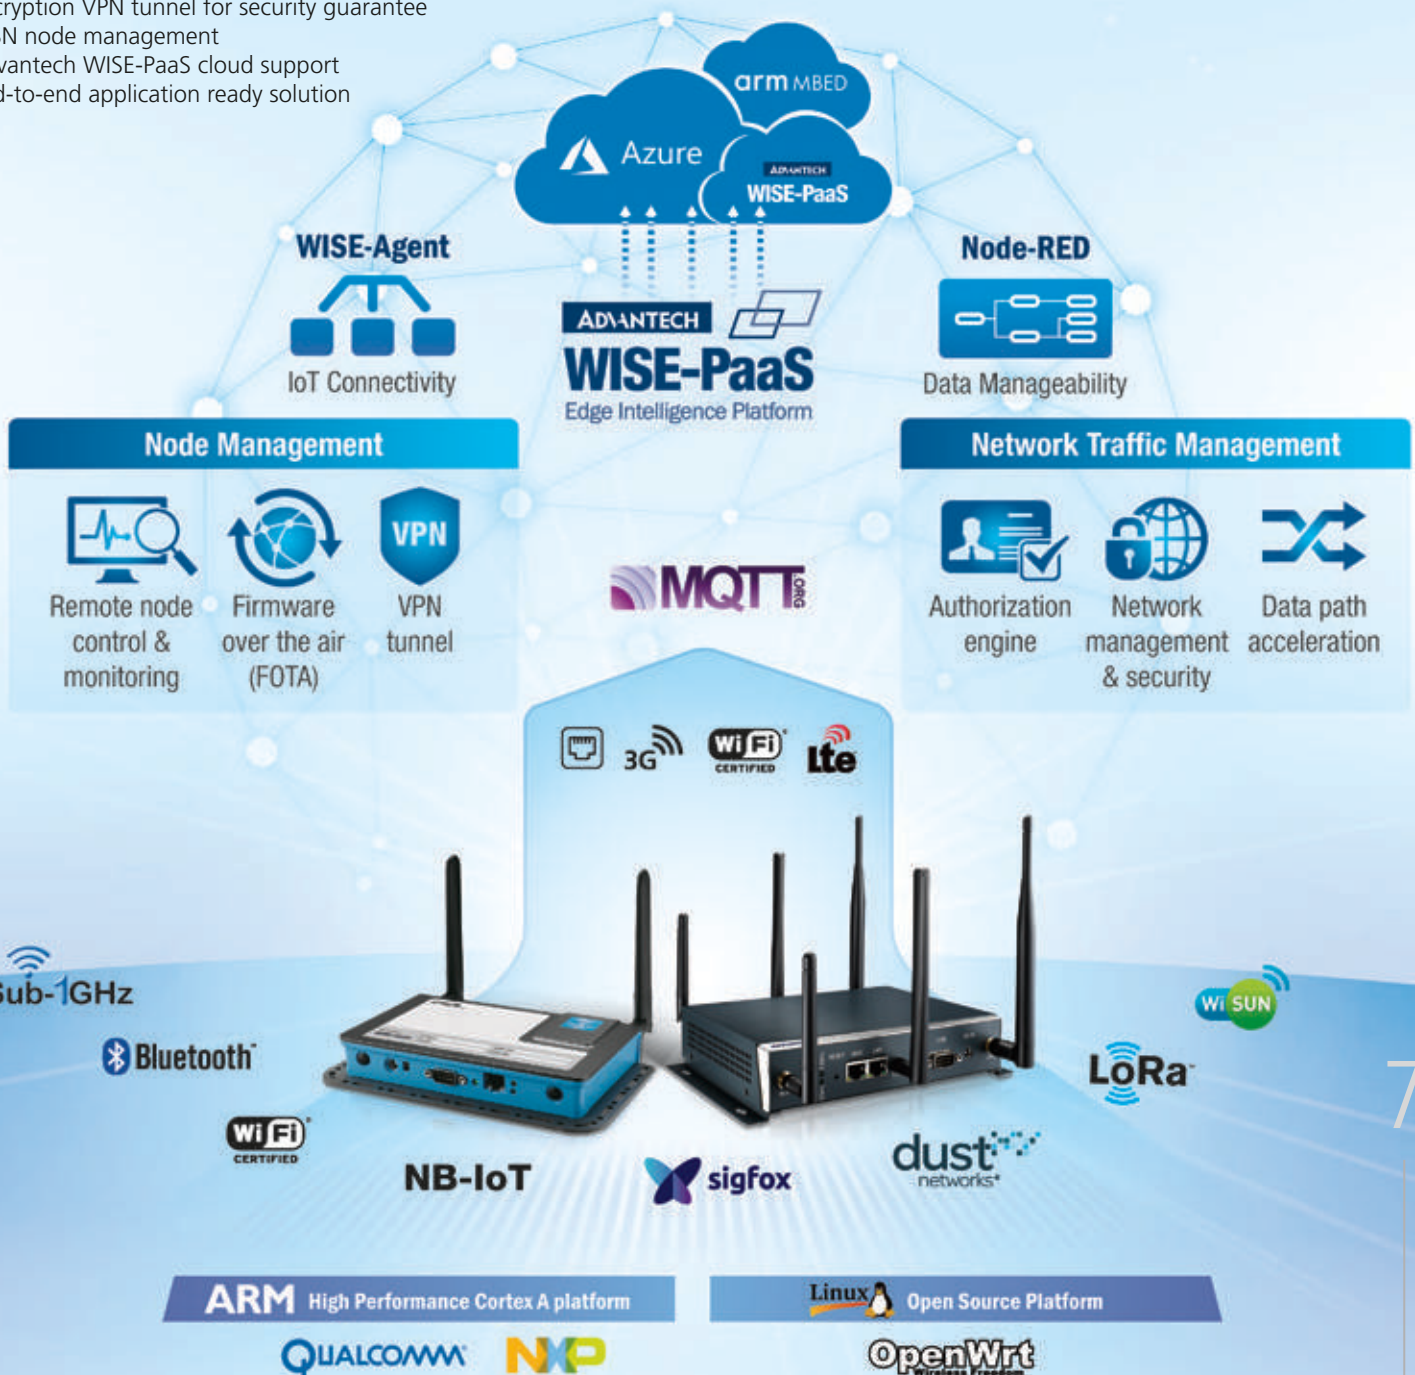 VPN tunnel for security guarantee
node management
WISE-PaaS cloud support
application ready solution
arm MBED
Azure
ADVANTECH
WISE-PaaS
WISE-Agent
IoT Connectivity
ADVANTECH
WISE-PaaS
Edge Intelligence Platform
Node-RED
Data Manageability
Node Management
Remote node
control &
monitoring
Firmware
over the air
(FOTA)
VPN
VPN
tunnel
MQTT.ORG
Network Traffic Management
Authorization
engine
Network
management
& security
Data path
acceleration
3G
Wi Fi
CERTIFIED
Lte
Sub-1GHz
Bluetooth
Wi Fi
CERTIFIED
NB-IoT
sigfox
dust
networks
LoRa
Wi SUN
7
ARM High Performance Cortex A platform
QUALCOMM
NXP
Linux Open Source Platform
OpenWrt
Wireless Freedom